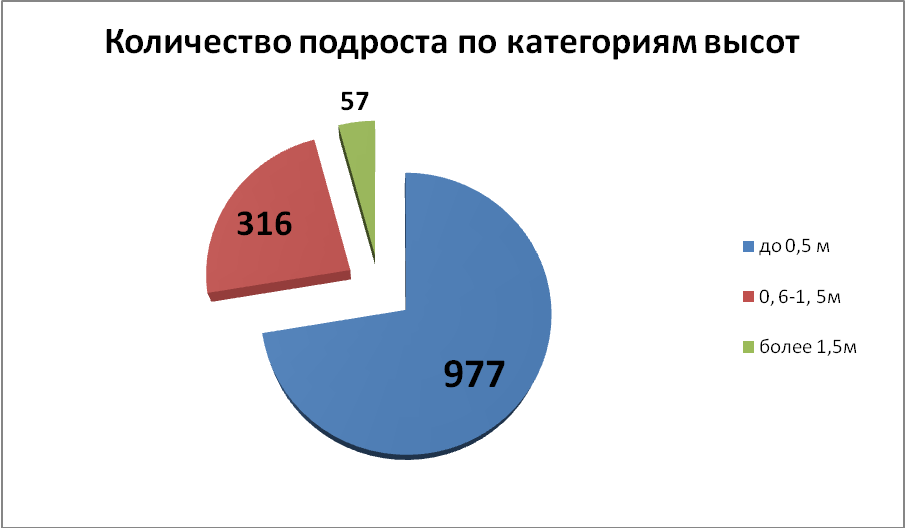 Количество подроста по категориям высот
57
316
977
до 0,5 м
0, 6-1, 5м
более 1,5м